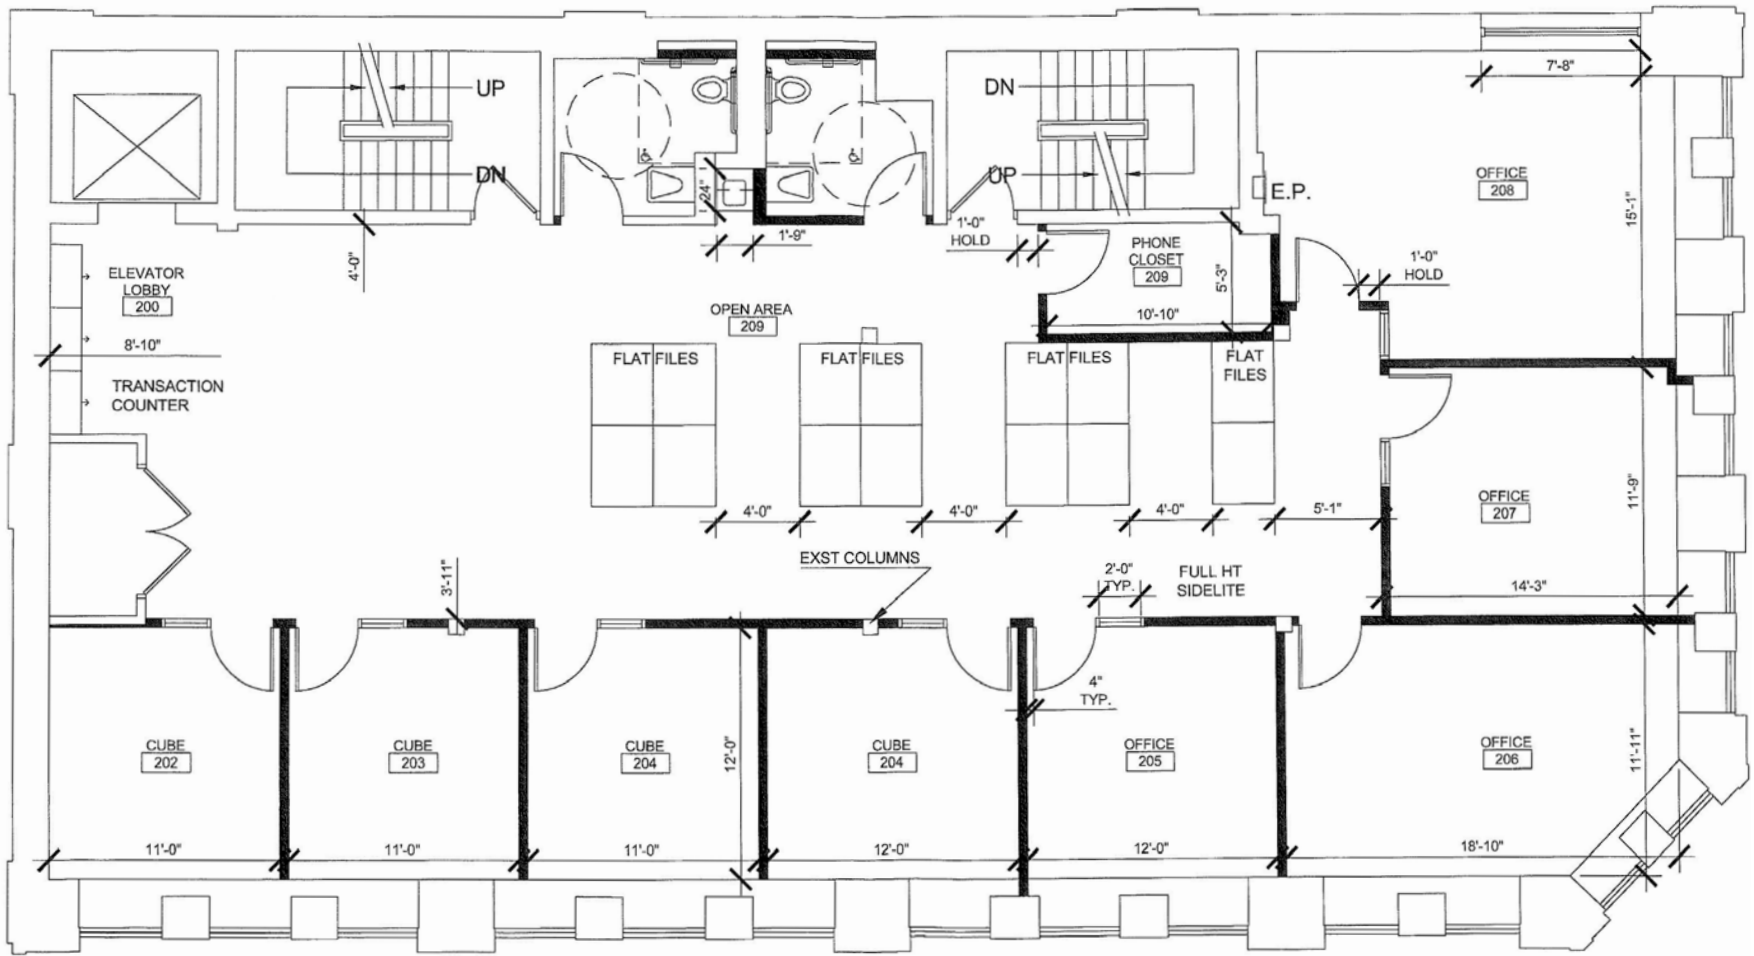 7'-8"
UP
DN
DN
UP
24"
E.P.
OFFICE
208
15'-1"
1'-0"
HOLD
1'-9"
4'-0"
PHONE
CLOSET
209
5'-3"
10'-10"
1'-0"
HOLD
ELEVATOR
LOBBY
200
8'-10"
TRANSACTION
COUNTER
OPEN AREA
209
FLAT FILES
FLAT FILES
FLAT FILES
FLAT
FILES
4'-0"
4'-0"
4'-0"
5'-1"
OFFICE
207
11'-9"
14'-3"
EXST COLUMNS
3'-11"
2'-0"
TYP.
FULL HT
SIDELITE
4"
TYP.
CUBE
202
CUBE
203
CUBE
204
12'-0"
CUBE
204
OFFICE
205
OFFICE
206
11'-11"
11'-0"
11'-0"
11'-0"
12'-0"
12'-0"
18'-10"